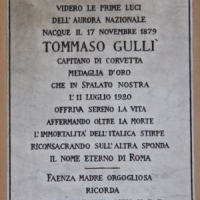 VIDERO LE PRIME LUCI
DELL'AURORA NAZIONALE
NACQUE IL 17 NOVEMBRE 1879
TOMMASO GULLÌ
CAPITANO DI CORVETTA
MEDAGLIA D'ORO
CHE IN SPALATO NOSTRA
L'11 LUGLIO 1920
OFFRIVA SERENO LA VITA
AFFERMANDO OLTRE LA MORTE
L'IMMORTALITÀ DELL'ITALICA STIRPE
RICONSACRANDO SULL'ALTRA SPONDA
IL NOME ETERNO DI ROMA
FAENZA MADRE ORGOGLIOSA
RICORDA